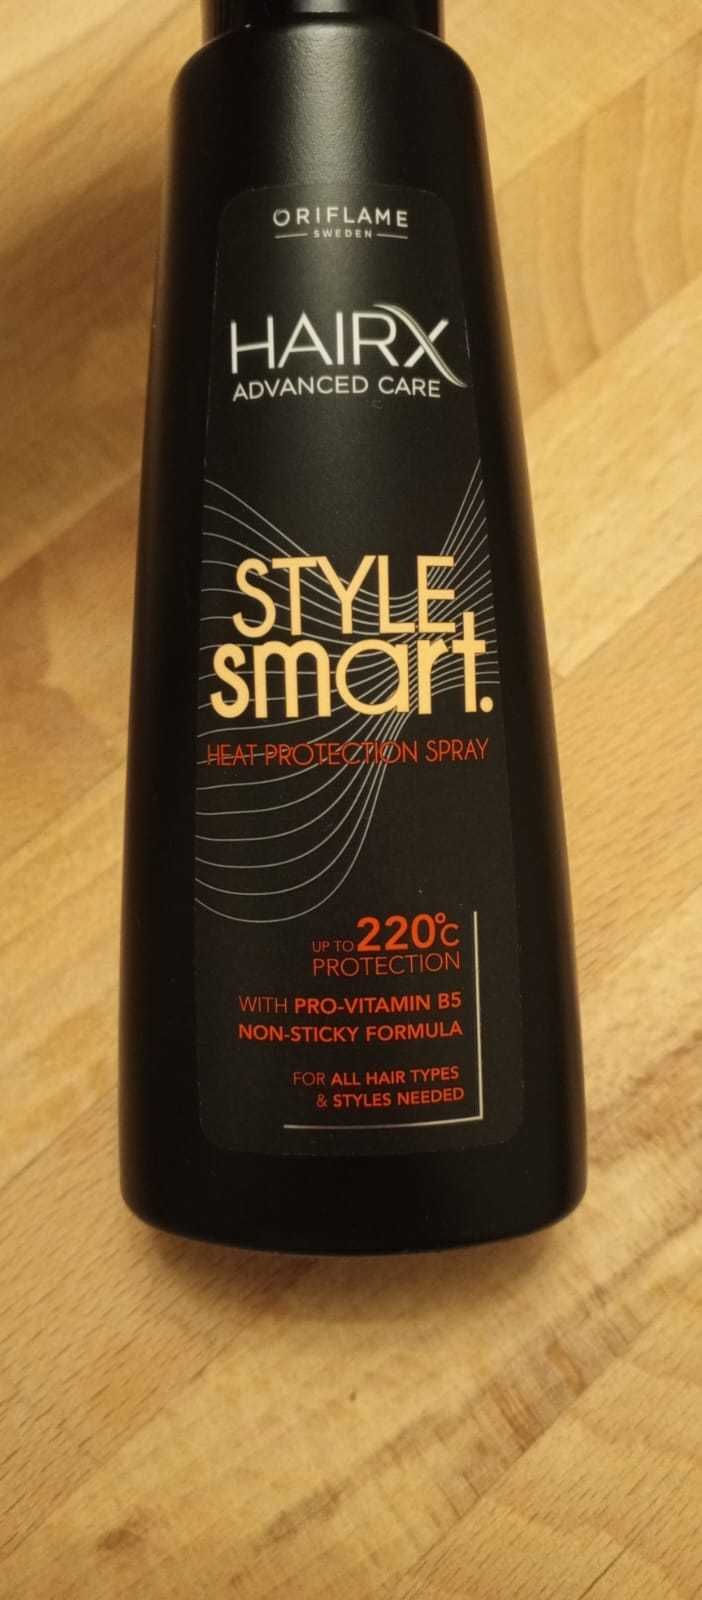 ORIFLAME
SWEDEN
HAIRX
ADVANCED CARE
STYLE
smart.
HEAT PROTECTION SPRAY
UP TO 220°C
PROTECTION
WITH PRO-VITAMIN B5
NON-STICKY FORMULA
FOR ALL HAIR TYPES
& STYLES NEEDED